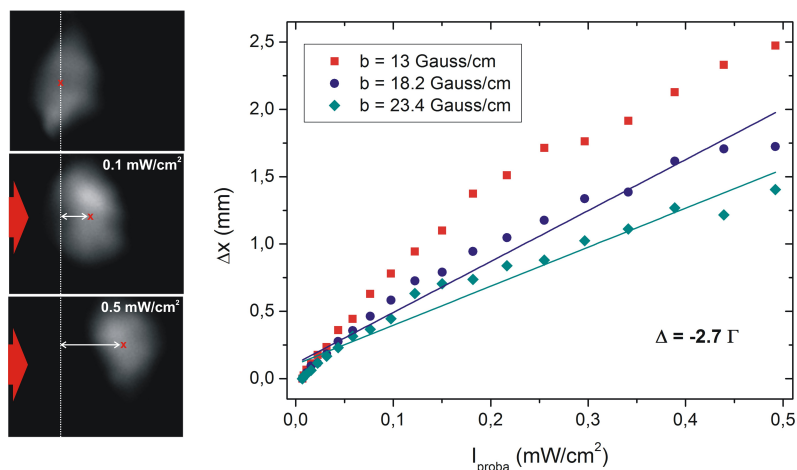 0.1 mW/cm²
0.5 mW/cm²
2,5
2,0
1,5
1,0
0,5
0,0
Δx (mm)
b = 13 Gauss/cm
b = 18.2 Gauss/cm
b = 23.4 Gauss/cm
Δ = -2.7 Γ
0,0 0,1 0,2 0,3 0,4 0,5
I_proba (mW/cm²)